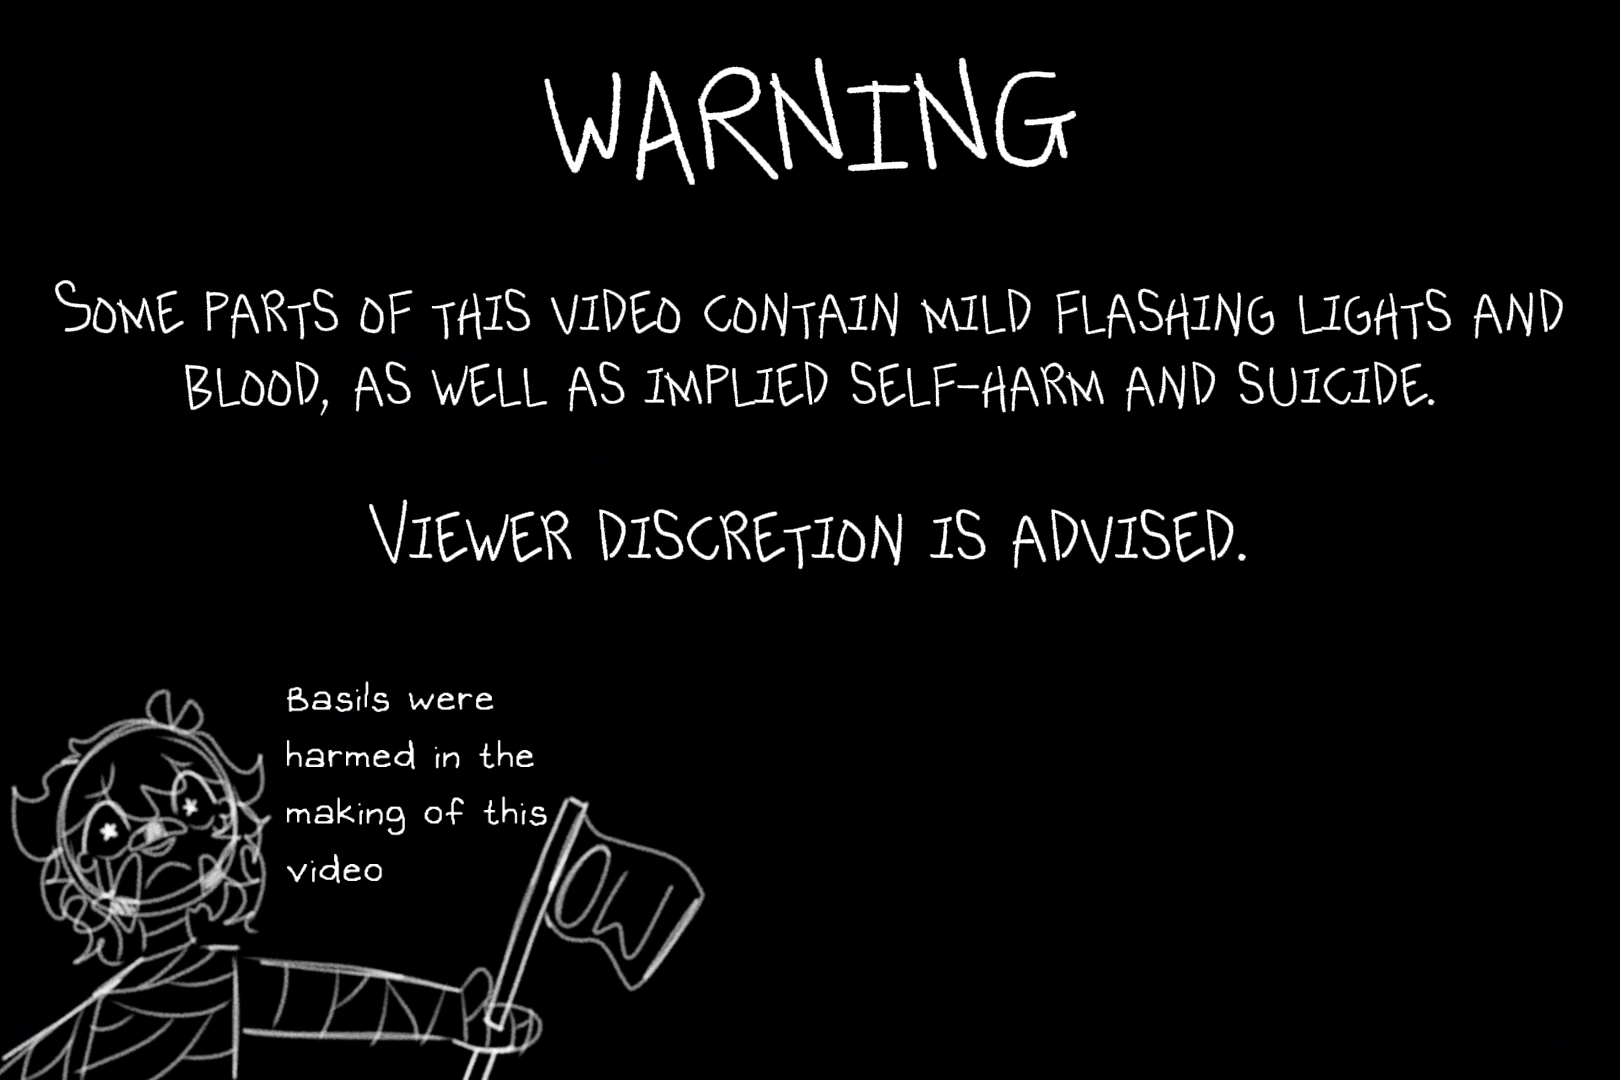 WARNING
SOME PARTS OF THIS VIDEO CONTAIN MILD FLASHING LIGHTS AND
BLOOD, AS WELL AS IMPLIED SELF-HARM AND SUICIDE.
VIEWER DISCRETION IS ADVISED.
Basils were
harmed in the
making of this
video
OW